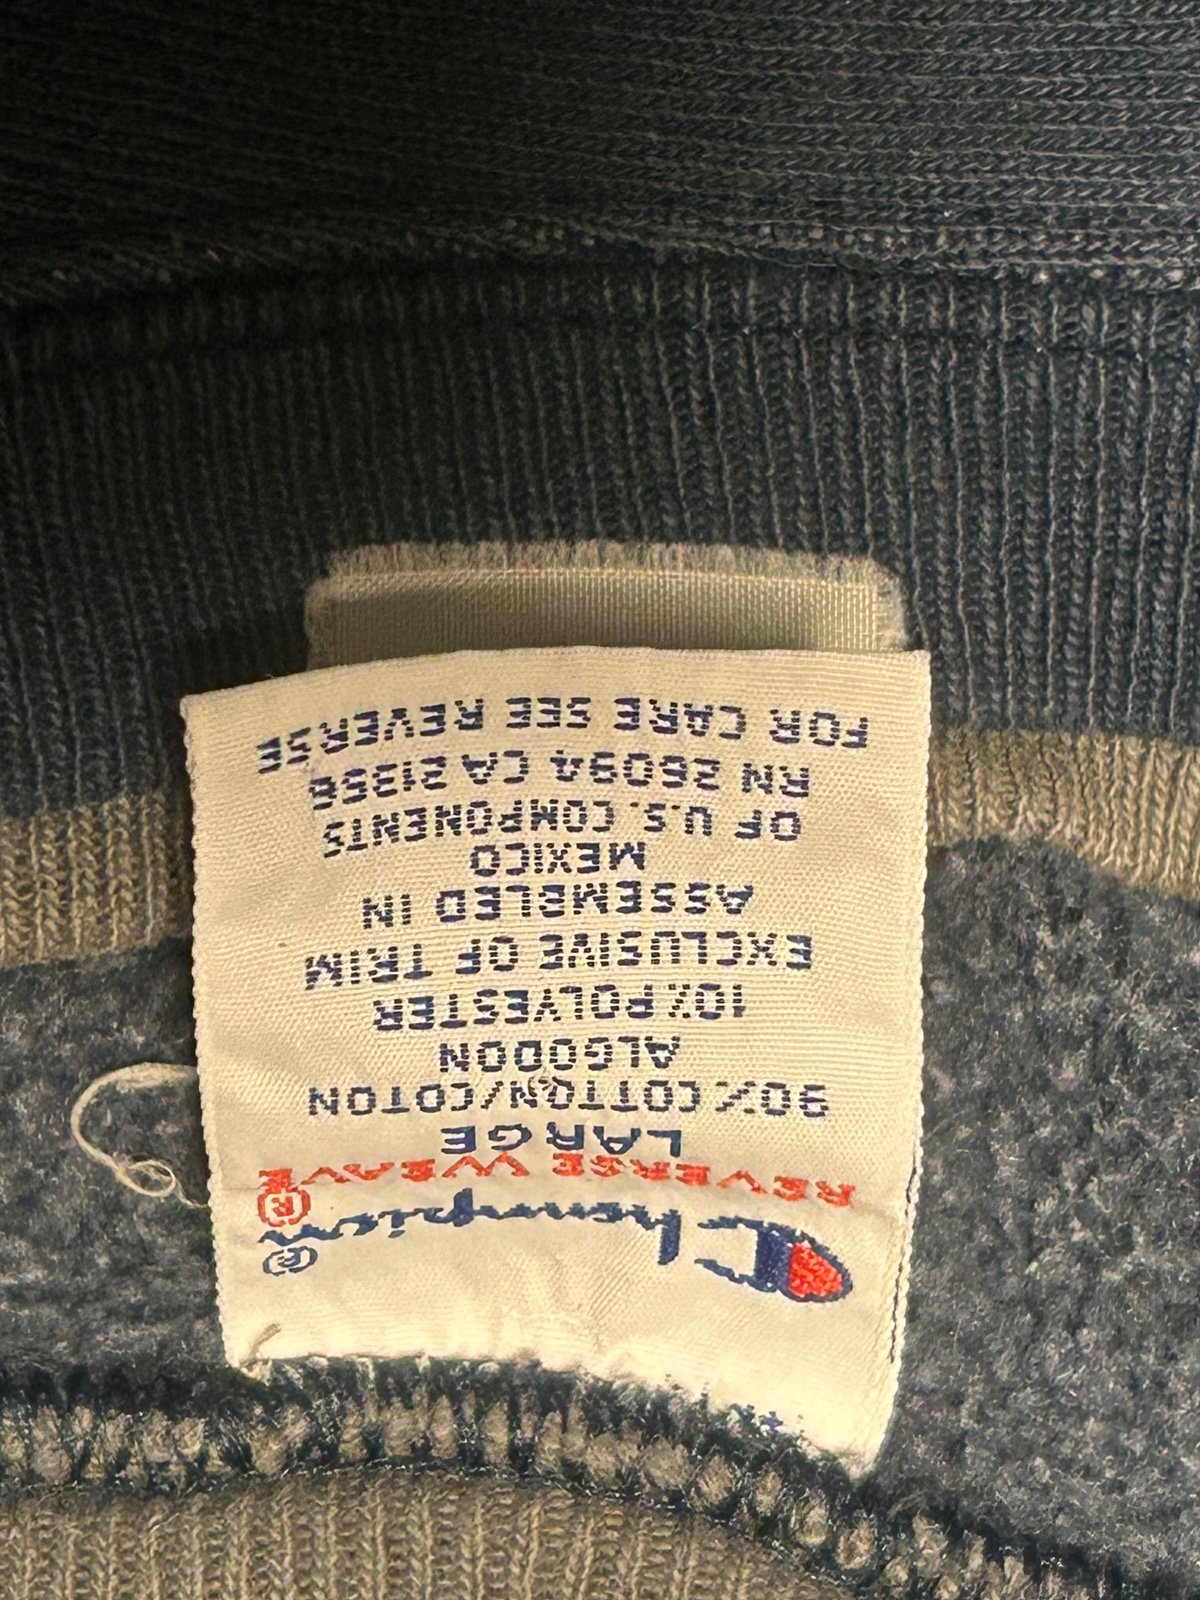 Champion®
REVERSE WEAVE®
LARGE
90% COTTON/COTON
ALGODON
10% POLYESTER
EXCLUSIVE OF TRIM
ASSEMBLED IN
MEXICO
OF U.S. COMPONENTS
RN 26094 CA
FOR CARE SEE REVERSE